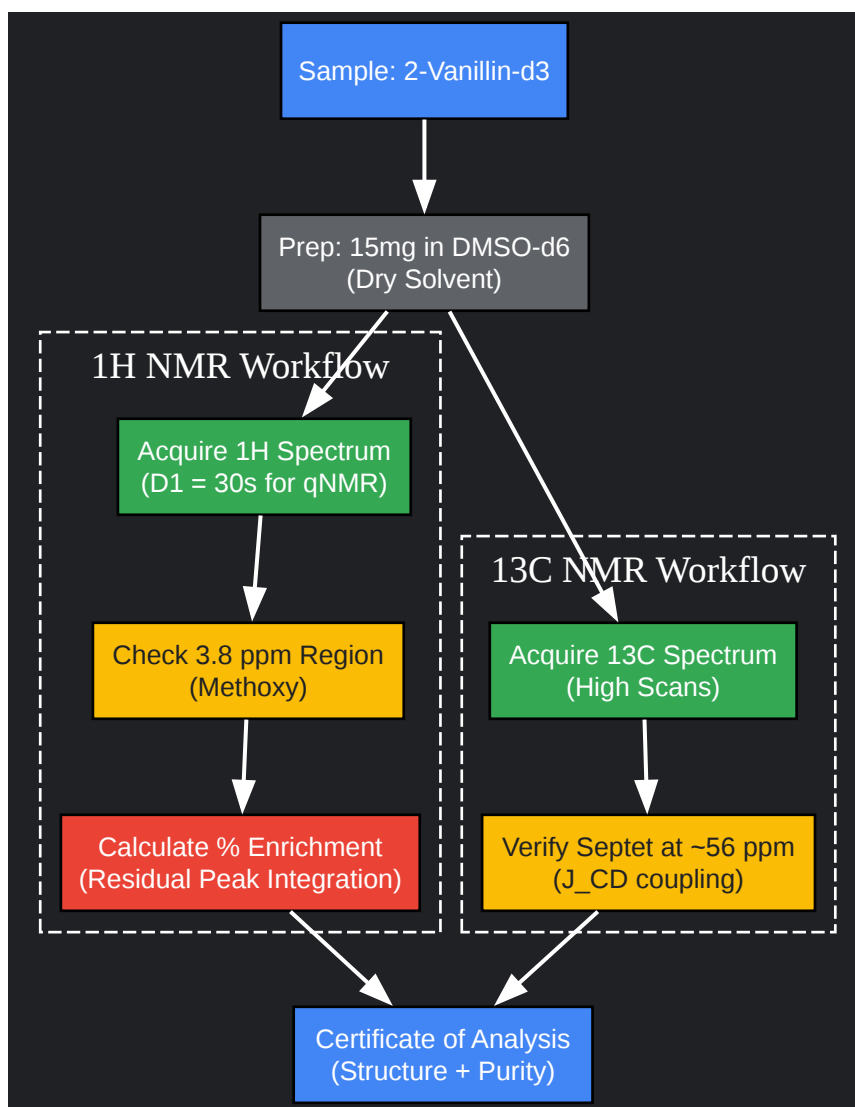 Sample: 2-Vanillin-d3
Prep: 15mg in DMSO-d6
(Dry Solvent)
1H NMR Workflow
Acquire 1H Spectrum
(D1 = 30s for qNMR)
Check 3.8 ppm Region
(Methoxy)
Calculate % Enrichment
(Residual Peak Integration)
13C NMR Workflow
Acquire 13C Spectrum
(High Scans)
Verify Septet at ~56 ppm
(J_CD coupling)
Certificate of Analysis
(Structure + Purity)